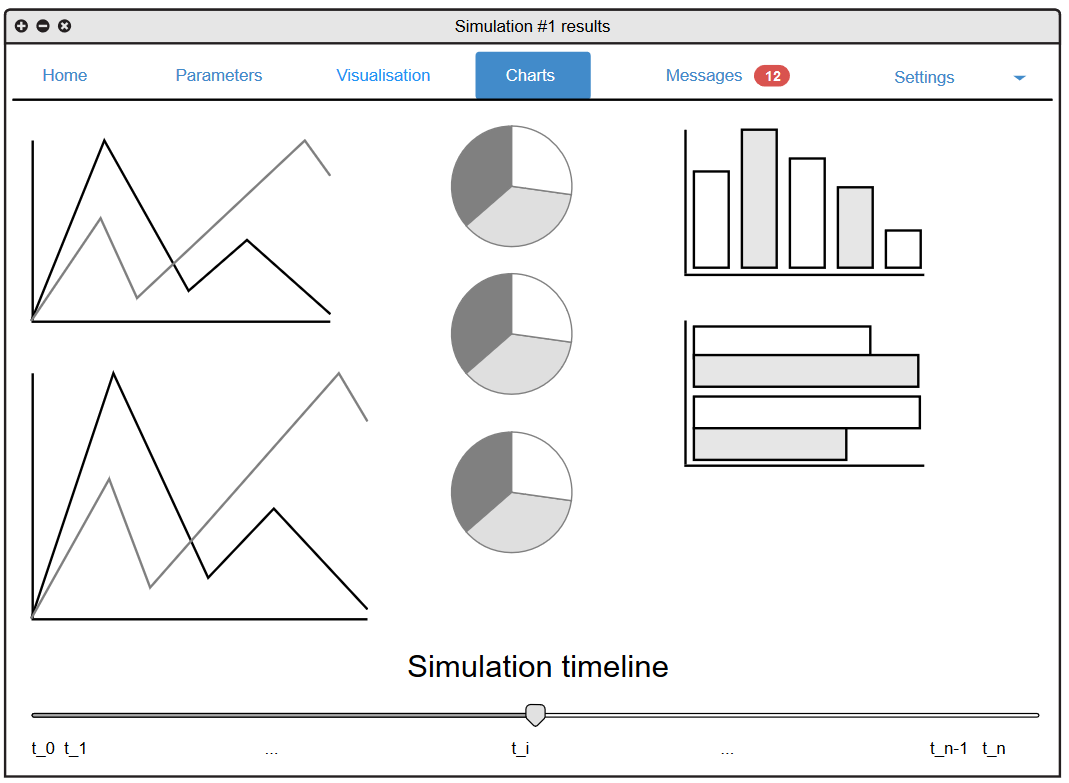 Simulation #1 results
Home Parameters Visualisation Charts Messages 12 Settings
Simulation timeline
t_0 t_1 ... t_i ... t_n-1 t_n